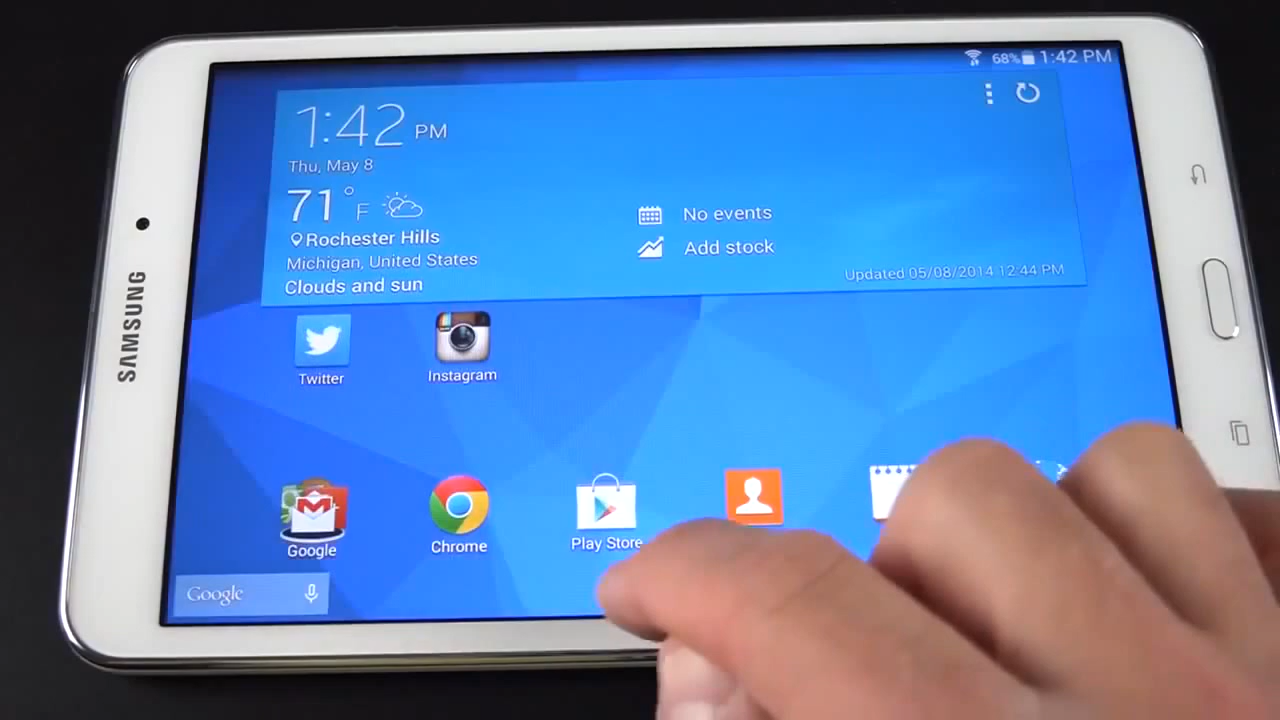 68% 1:42 PM
1:42 PM
Thu, May 8
71° F
Rochester Hills
Michigan, United States
Clouds and sun
No events
Add stock
Updated 05/08/2014 12:44 PM
SAMSUNG
Twitter
Instagram
Google
Chrome
Play Store
Google